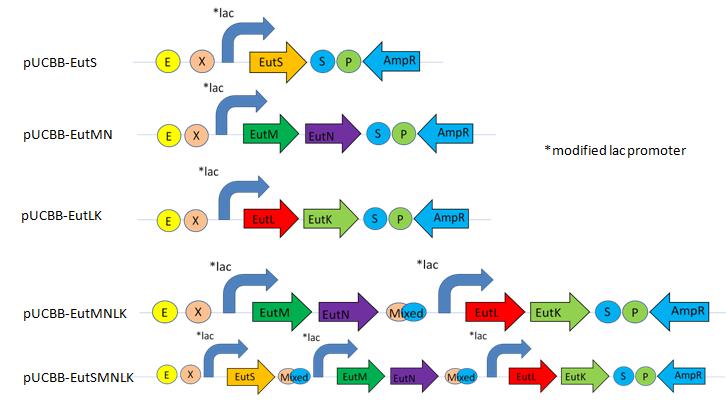 *lac
pUCBB-EutS E X EutS S P AmpR
*lac
pUCBB-EutMN E X EutM EutN S P AmpR
*modified lac promoter
*lac
pUCBB-EutLK E X EutL EutK S P AmpR
*lac *lac
pUCBB-EutMNLK E X EutM EutN Mixed EutL EutK S P AmpR
*lac *lac *lac
pUCBB-EutSMNLK E X EutS Mixed EutM EutN Mixed EutL EutK S P AmpR